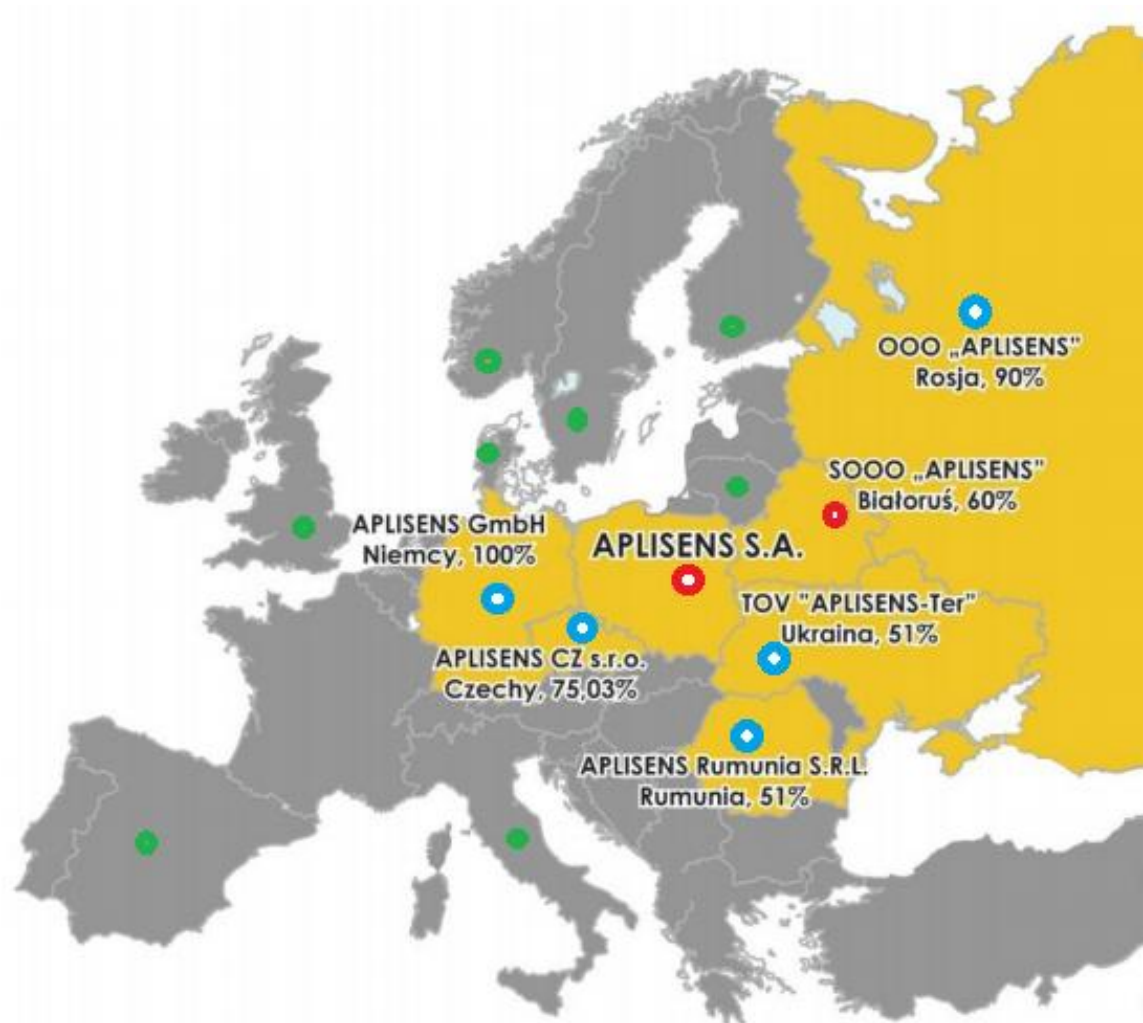 OOO „APLISENS"
Rosja, 90%
SOOO „APLISENS"
Białoruś, 60%
APLISENS GmbH
Niemcy, 100%
APLISENS S.A.
TOV "APLISENS-Ter"
Ukraina, 51%
APLISENS CZ s.r.o.
Czechy, 75,03%
APLISENS Rumunia S.R.L.
Rumunia, 51%